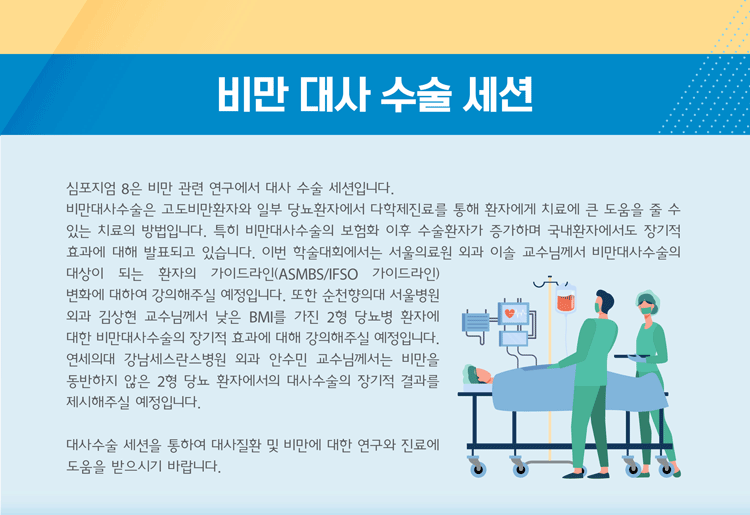 비만 대사 수술 세션
심포지엄 8은 비만 관련 연구에서 대사 수술 세션입니다.
비만대사수술은 고도비만환자와 일부 당뇨환자에서 다학제진료를 통해 환자에게 치료에 큰 도움을 줄 수
있는 치료의 방법입니다. 특히 비만대사수술의 보험화 이후 수술환자가 증가하며 국내환자에서도 장기적
효과에 대해 발표되고 있습니다. 이번 학술대회에서는 서울의료원 외과 이솔 교수님께서 비만대사수술의
대상이 되는 환자의 가이드라인(ASMBS/IFSO 가이드라인)
변화에 대하여 강의해주실 예정입니다. 또한 순천향의대 서울병원
외과 김상현 교수님께서 낮은 BMI를 가진 2형 당뇨병 환자에
대한 비만대사수술의 장기적 효과에 대해 강의해주실 예정입니다.
연세의대 강남세스란스병원 외과 안수민 교수님께서는 비만을
동반하지 않은 2형 당뇨 환자에서의 대사수술의 장기적 결과를
제시해주실 예정입니다.
대사수술 세션을 통하여 대사질환 및 비만에 대한 연구와 진료에
도움을 받으시기 바랍니다.